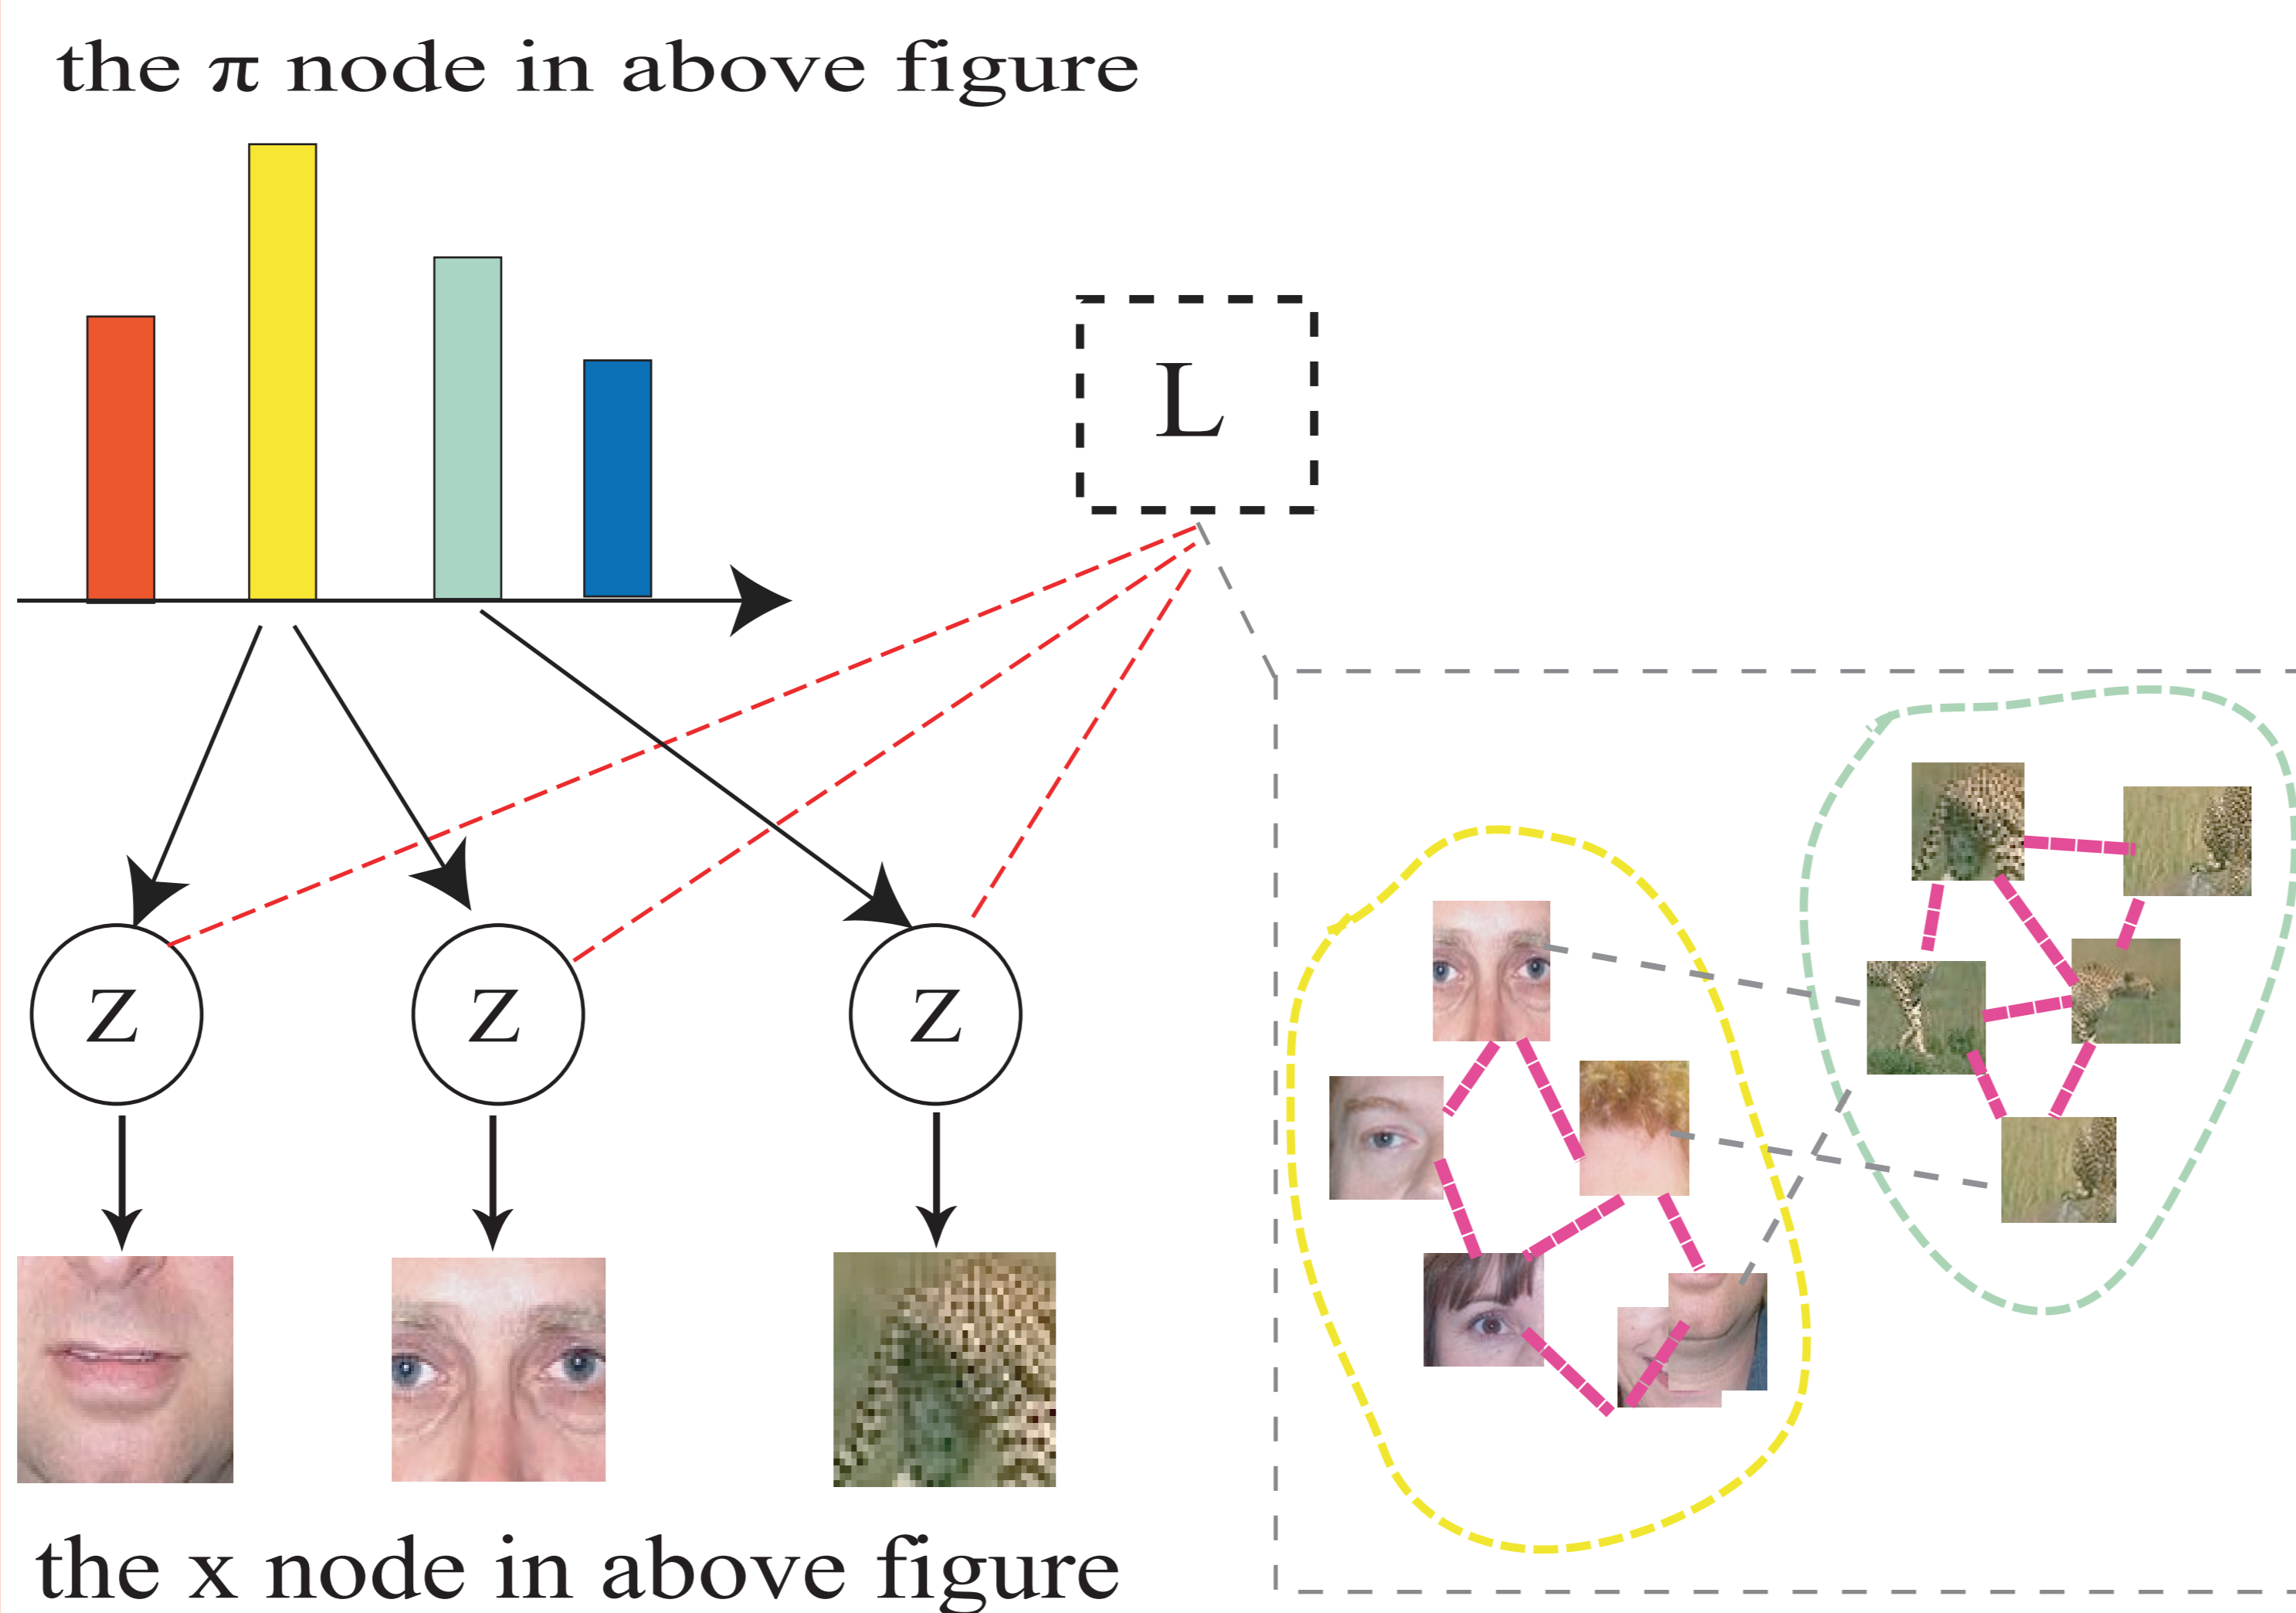 the π node in above figure
L
z z z
the x node in above figure